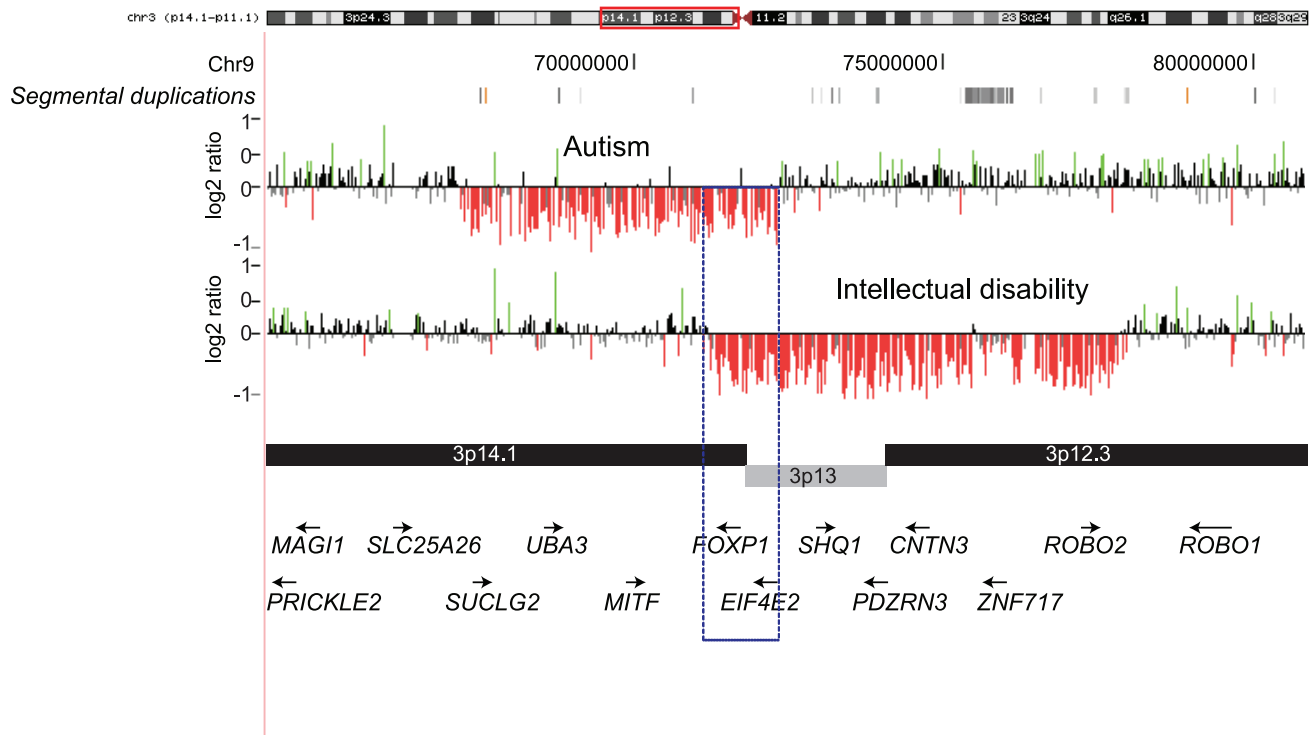 chr3 (p14.1-p11.1) 3p24.3 p14.1 p12.3 11.2 23 3q24 q26.1 q28 3q29
Chr9 70000000 75000000 80000000
Segmental duplications
1
0
0
-1
log2 ratio
Autism
1
0
0
-1
log2 ratio
Intellectual disability
3p14.1 3p12.3
3p13
MAGI1 SLC25A26 UBA3 FOXP1 SHQ1 CNTN3 ROBO2 ROBO1
PRICKLE2 SUCLG2 MITF EIF4E2 PDZRN3 ZNF717